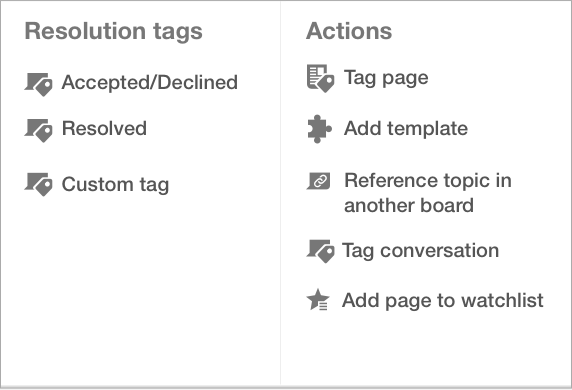 Resolution tags
Accepted/Declined
Resolved
Custom tag
Actions
Tag page
Add template
Reference topic in
another board
Tag conversation
Add page to watchlist